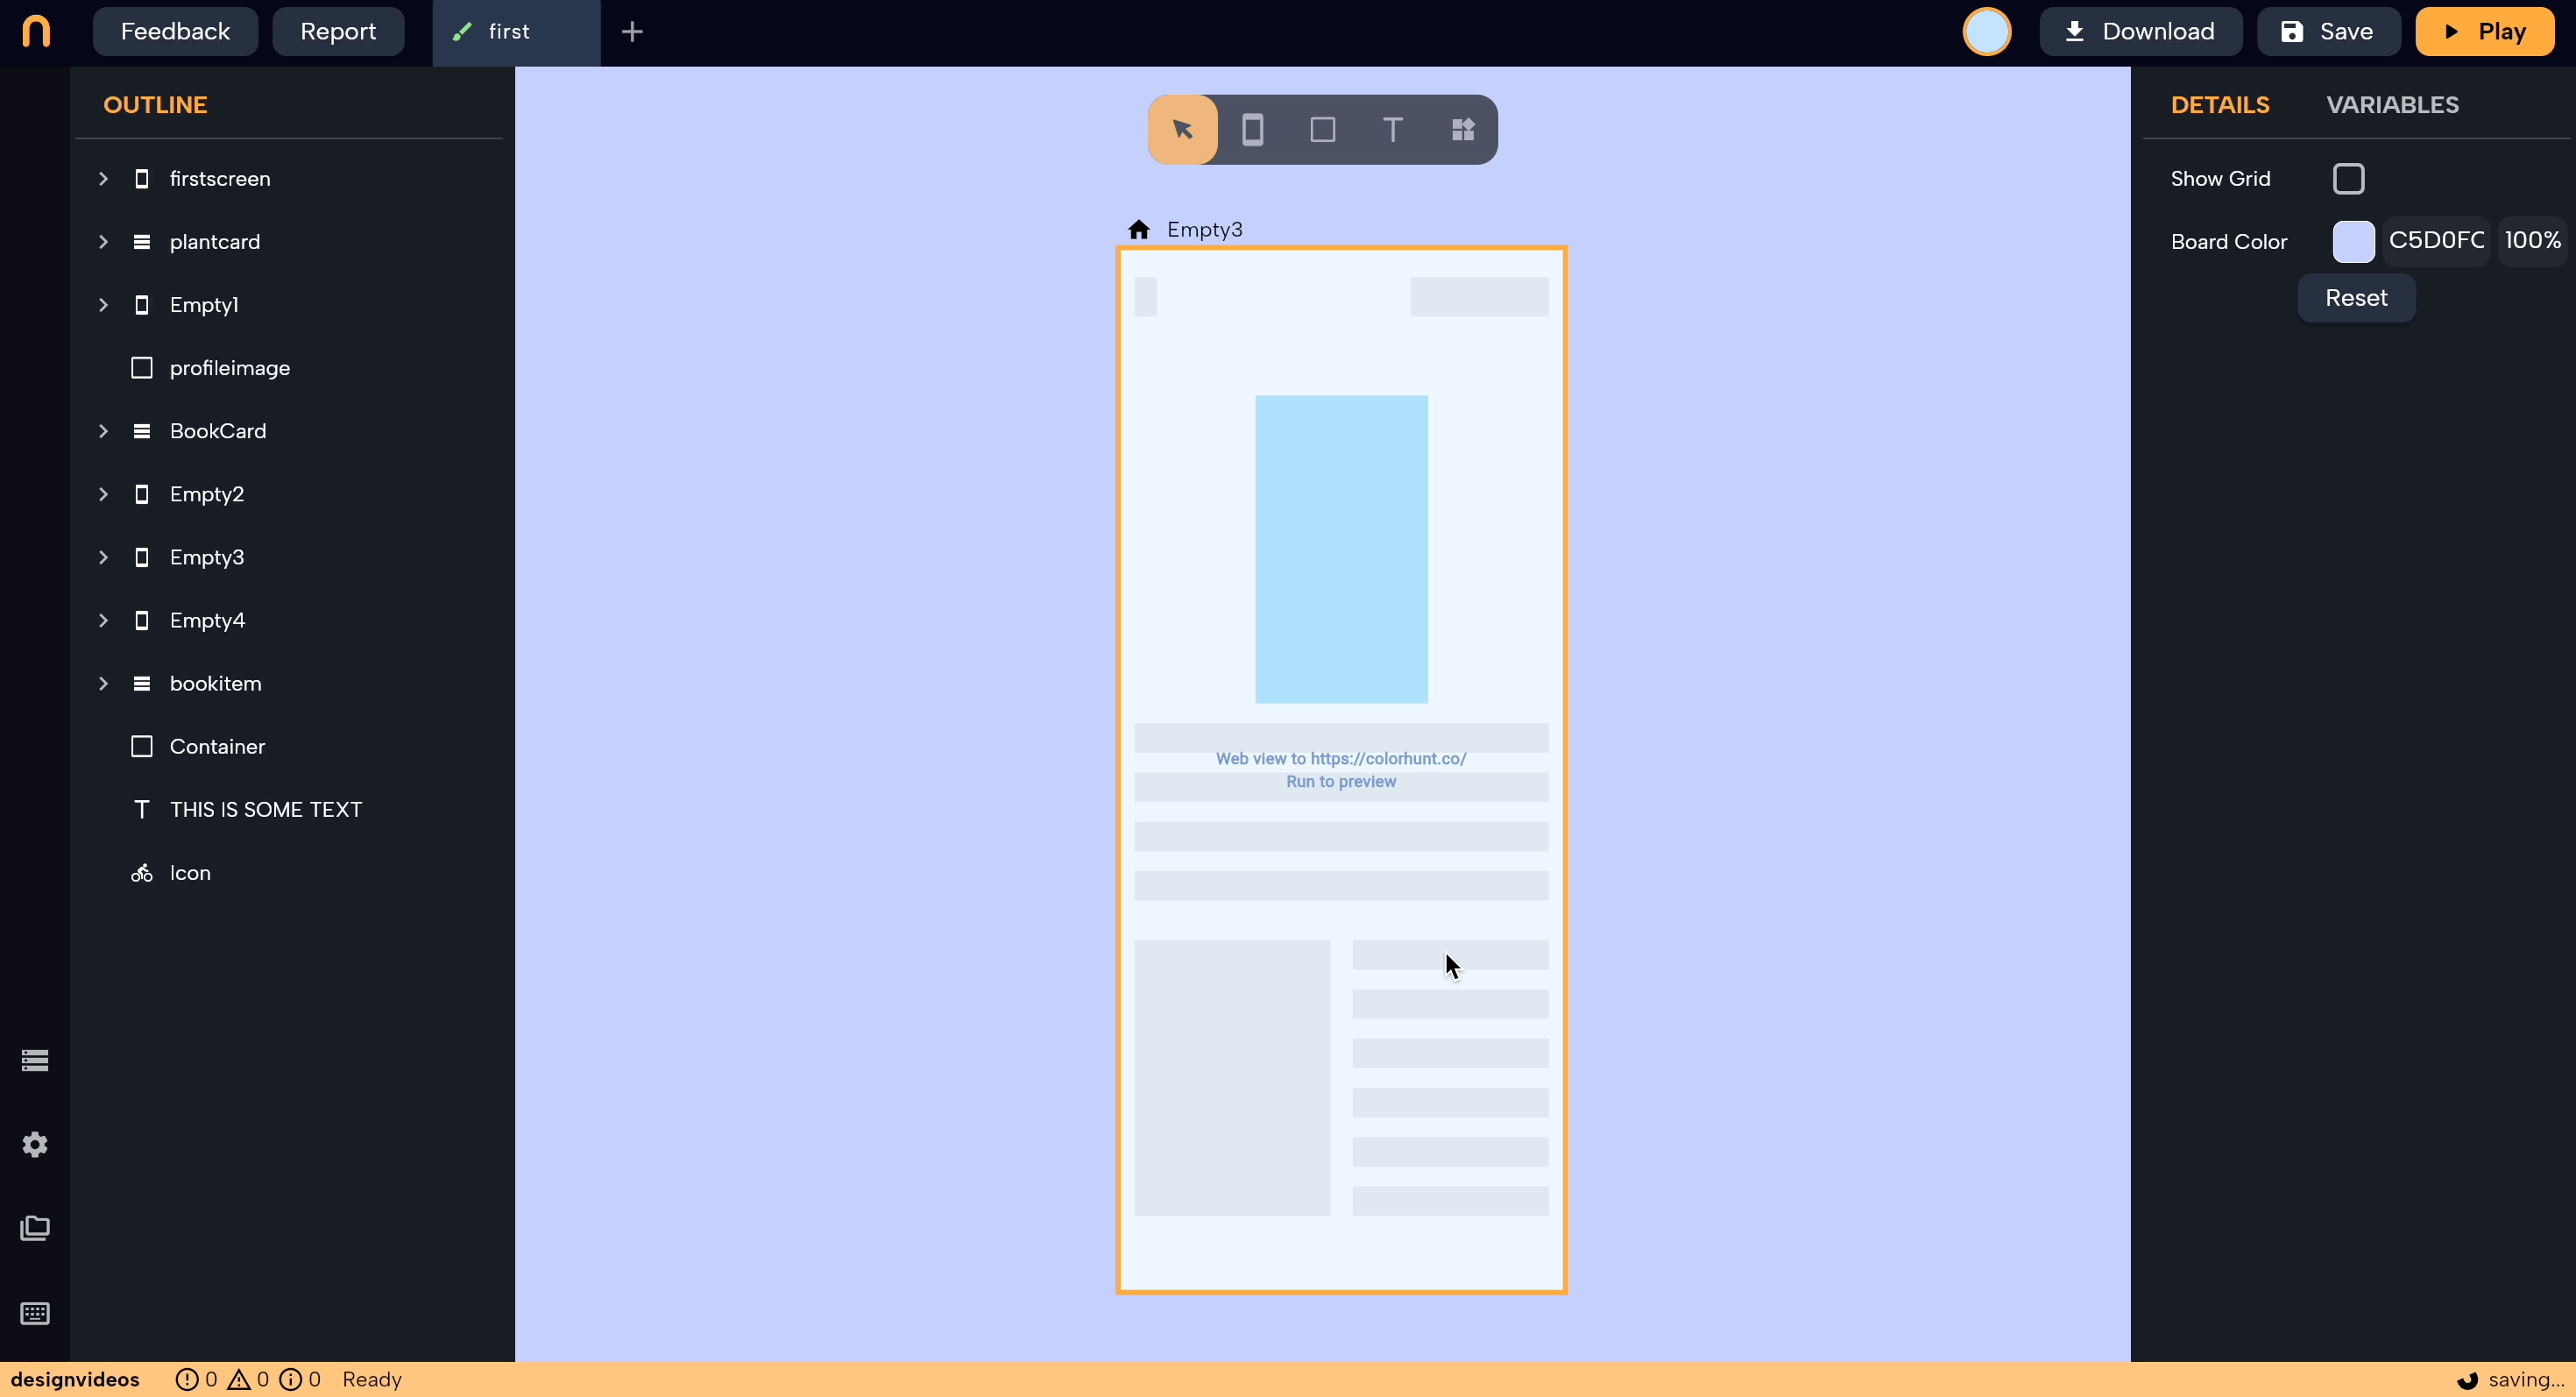 Feedback
Report
first
Download
Save
Play
OUTLINE
firstscreen
plantcard
Empty1
profileimage
BookCard
Empty2
Empty3
Empty4
bookitem
Container
THIS IS SOME TEXT
Icon
Empty3
Web view to https://colorhunt.co/
Run to preview
DETAILS
VARIABLES
Show Grid
Board Color
C5D0FC
100%
Reset
designvideos
0
0
0
Ready
saving...